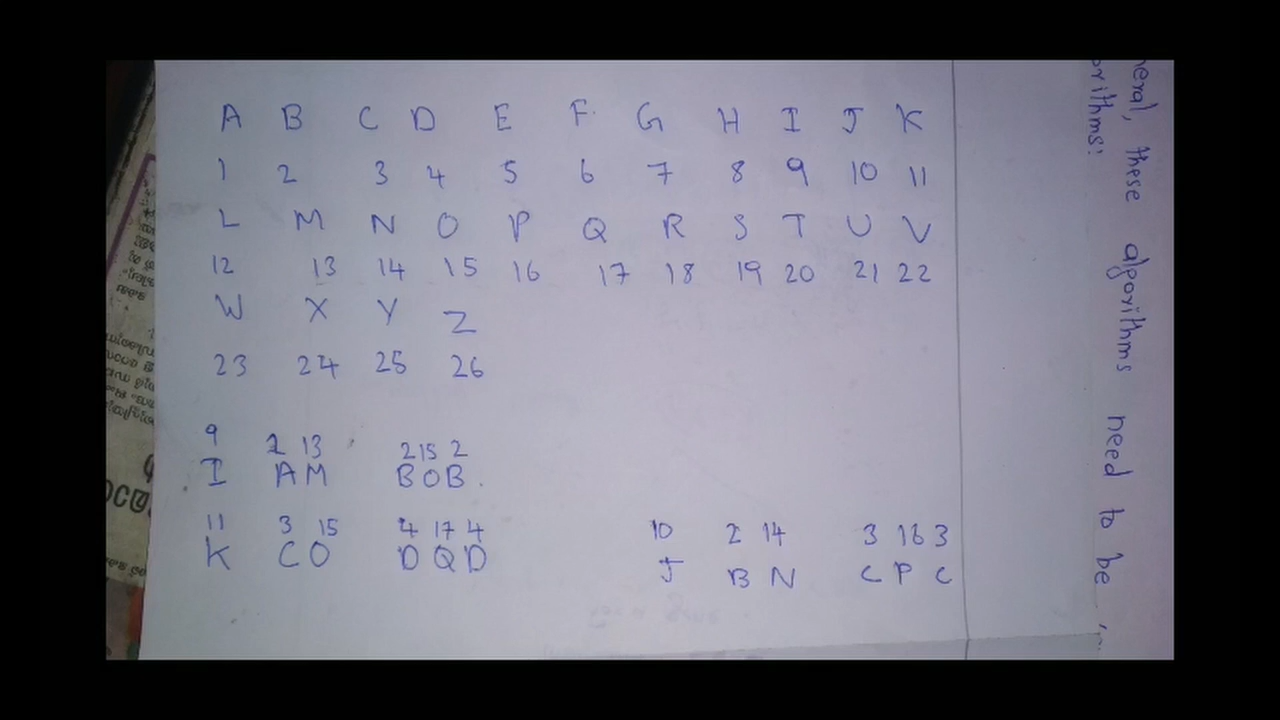 A B C D E F G H I J K
1 2 3 4 5 6 7 8 9 10 11
L M N O P Q R S T U V
12 13 14 15 16 17 18 19 20 21 22
W X Y Z
23 24 25 26
9 2 13 2 15 2
I AM BOB.
11 3 15 4 17 4
K CO DQD
10 2 14 3 16 3
J BN CPC
neral, these algorithms need to be
orithms: